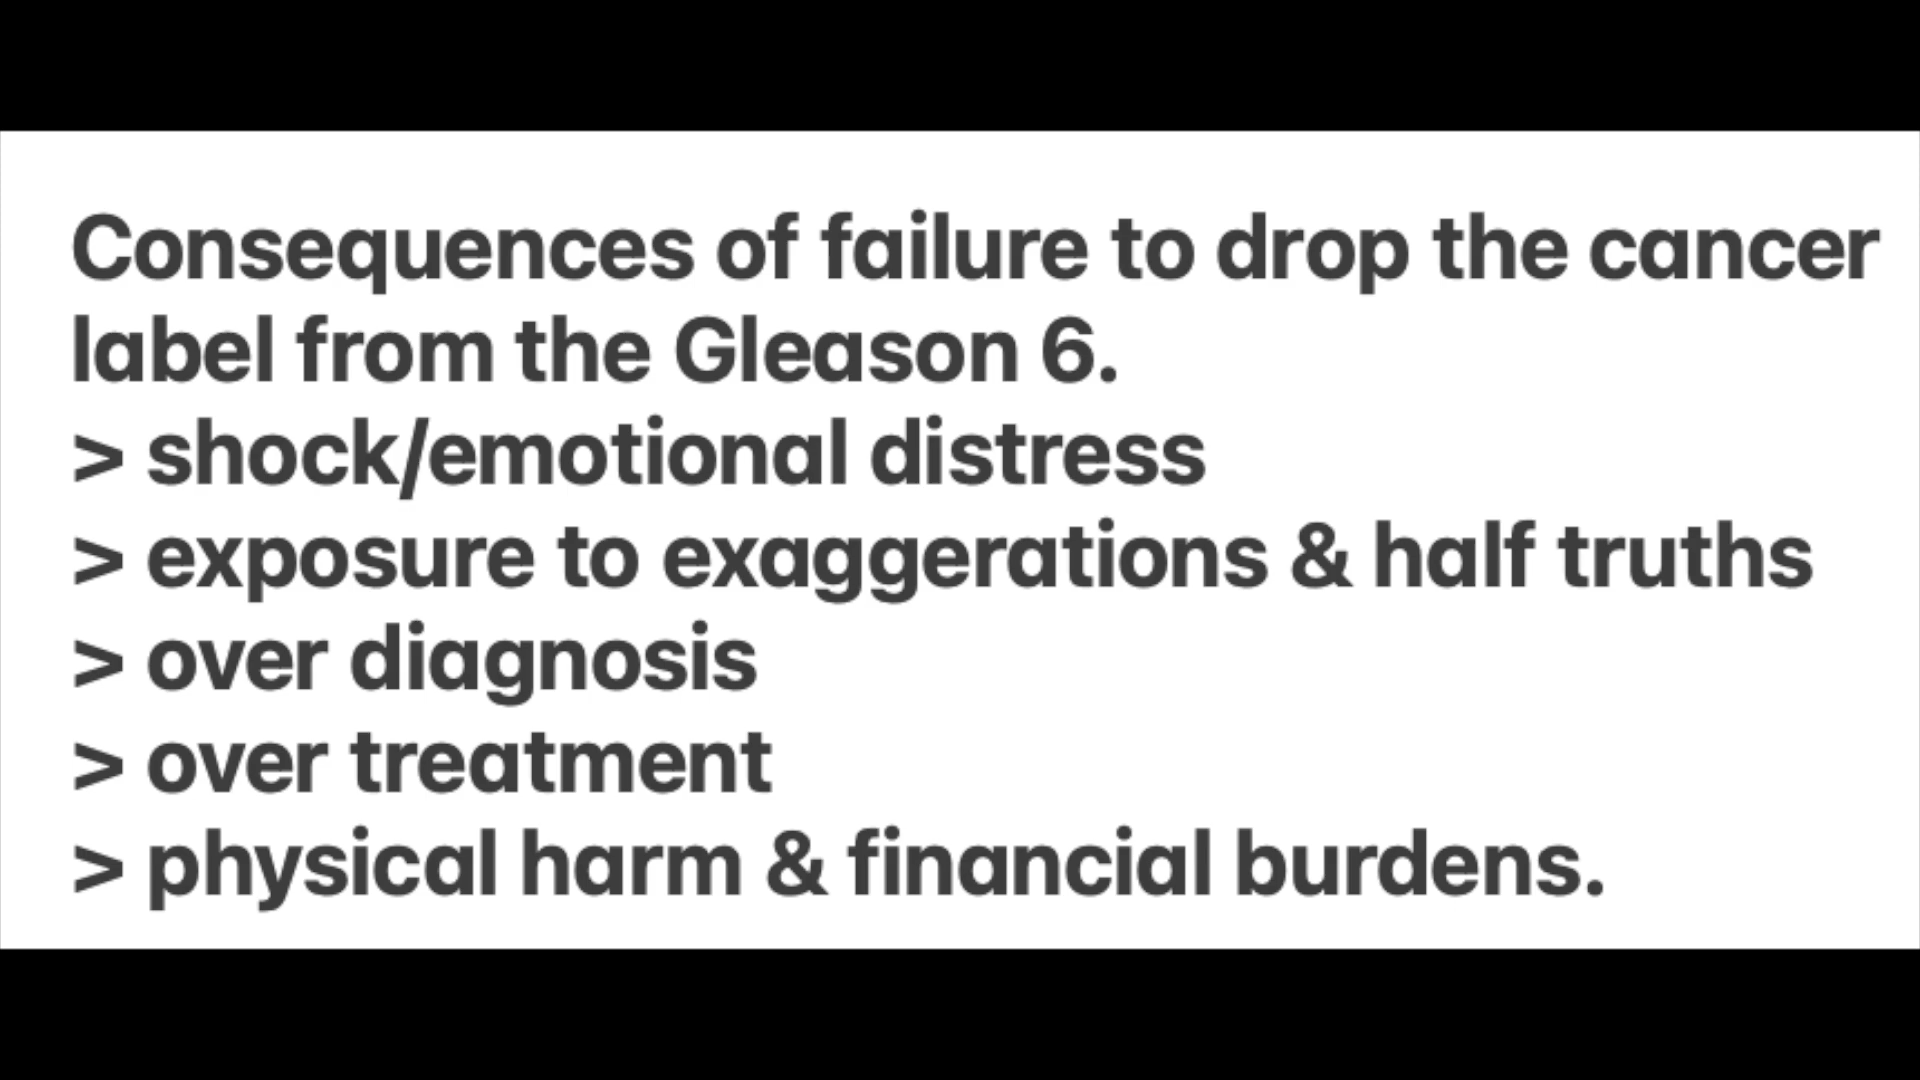 Consequences of failure to drop the cancer
label from the Gleason 6.
> shock/emotional distress
> exposure to exaggerations & half truths
> over diagnosis
> over treatment
> physical harm & financial burdens.